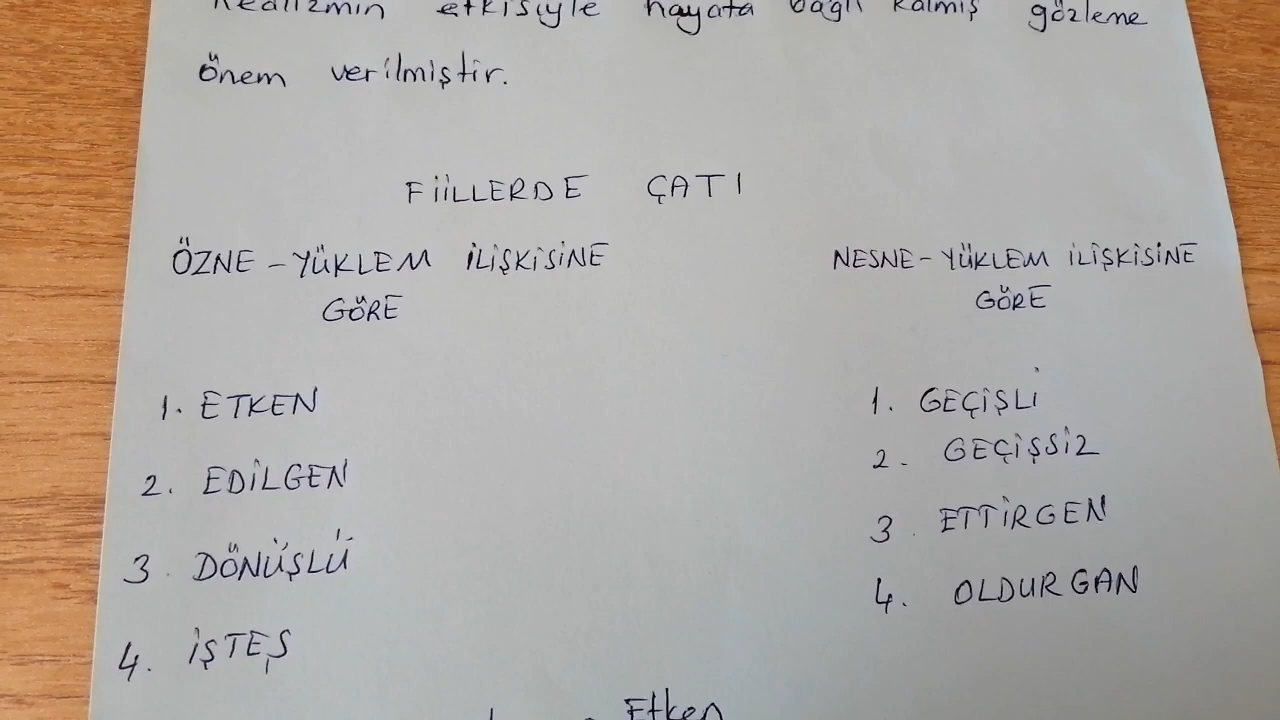 Realizmin etkisiyle hayata bağlı kalmış gözleme
önem verilmiştir.
FİİLLERDE ÇATI
ÖZNE - YÜKLEM İLİŞKİSİNE
GÖRE
1. ETKEN
2. EDİLGEN
3. DÖNÜŞLÜ
4. İŞTEŞ
NESNE - YÜKLEM İLİŞKİSİNE
GÖRE
1. GEÇİŞLİ
2. GEÇİŞSİZ
3. ETTİRGEN
4. OLDURGAN
Etken